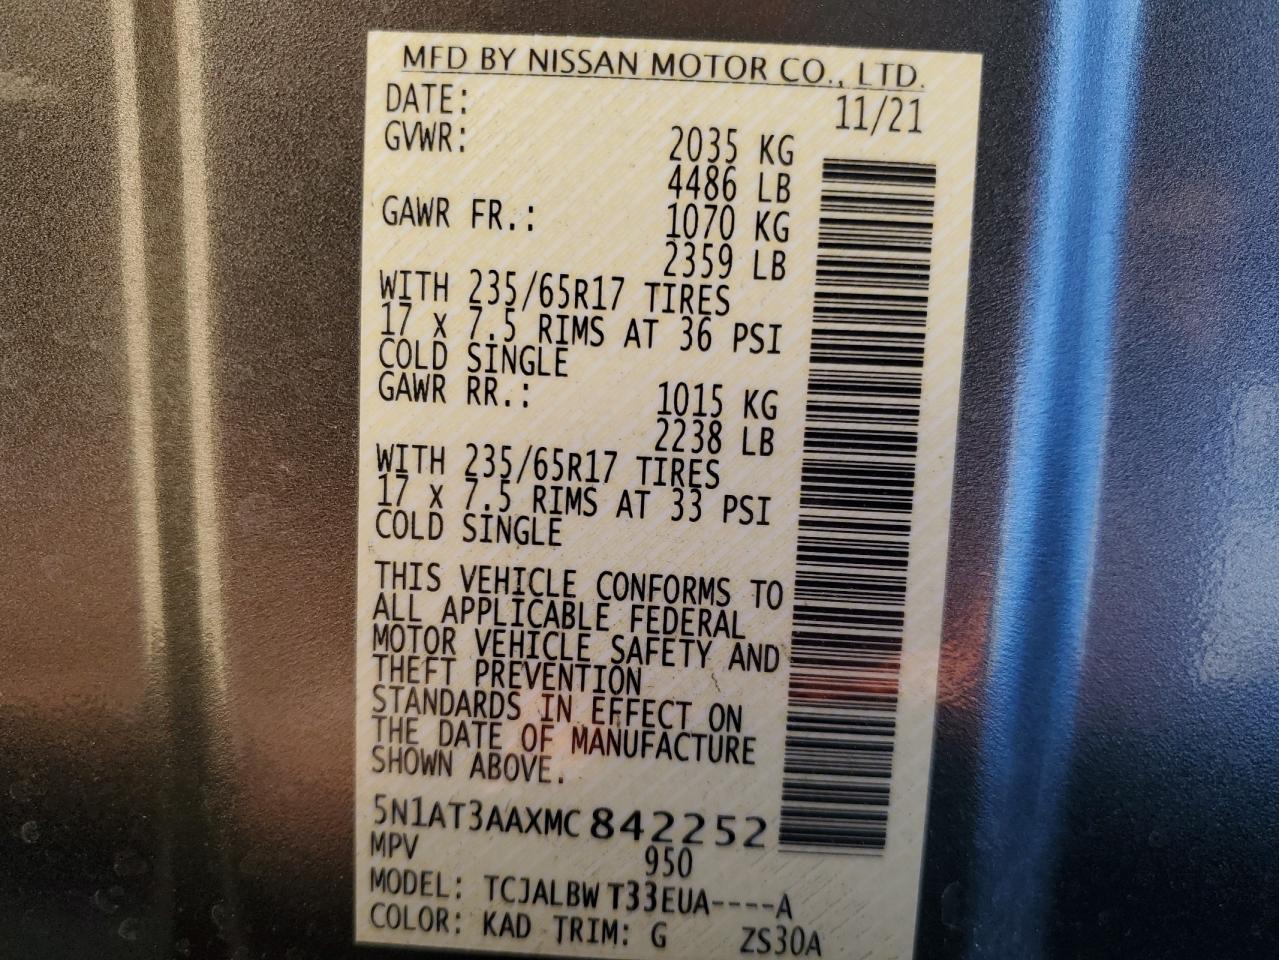 MFD BY NISSAN MOTOR CO., LTD.
DATE: 11/21
GVWR: 2035 KG
4486 LB
GAWR FR.: 1070 KG
2359 LB
WITH 235/65R17 TIRES
17 x 7.5 RIMS AT 36 PSI
COLD SINGLE
GAWR RR.: 1015 KG
2238 LB
WITH 235/65R17 TIRES
17 x 7.5 RIMS AT 33 PSI
COLD SINGLE
THIS VEHICLE CONFORMS TO
ALL APPLICABLE FEDERAL
MOTOR VEHICLE SAFETY AND
THEFT PREVENTION
STANDARDS IN EFFECT ON
THE DATE OF MANUFACTURE
SHOWN ABOVE.
5N1AT3AAXMC842252
MPV 950
MODEL: TCJALBW T33EUA----A
COLOR: KAD TRIM: G ZS30A